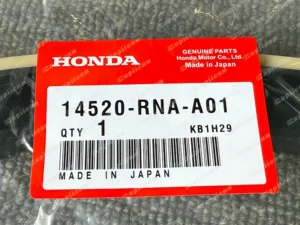 GENUINE PARTS
Honda Motor Co., Ltd.
Made in Japan
HONDA
14520-RNA-A01
QTY 1 KB1H29
MADE IN JAPAN